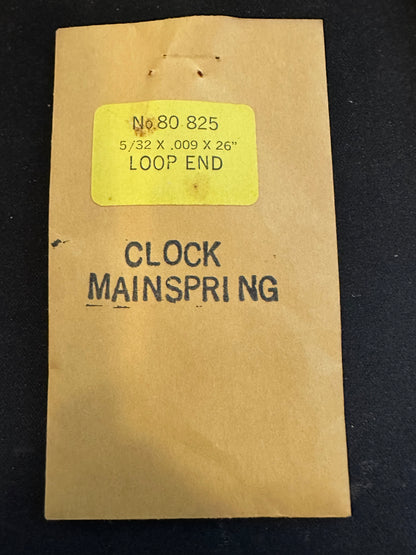 No.80 825
5/32 X .009 X 26"
LOOP END
CLOCK
MAINSPRING